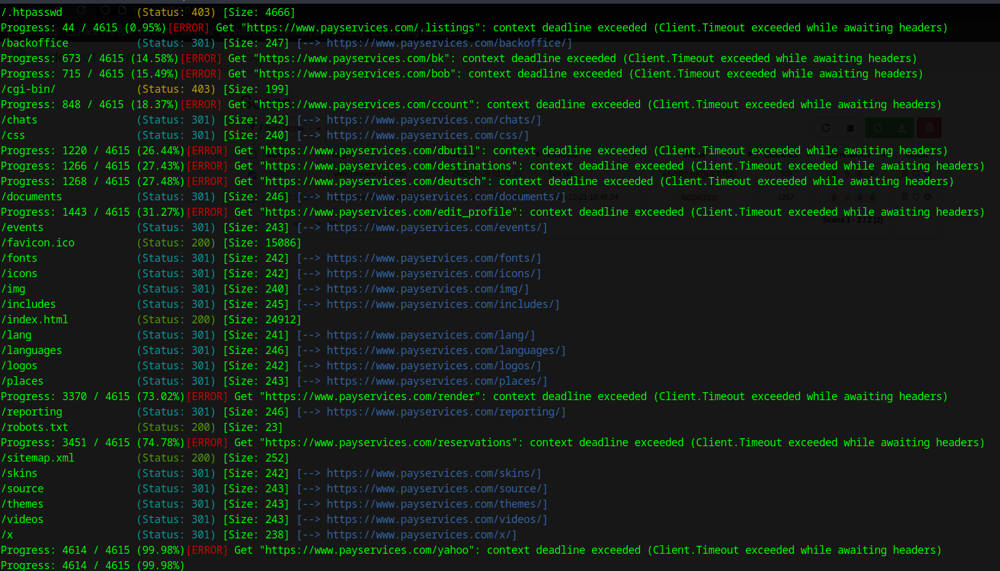 /.htpasswd            (Status: 403) [Size: 4666]
Progress: 44 / 4615 (0.95%)[ERROR] Get "https://www.payservices.com/.listings": context deadline exceeded (Client.Timeout exceeded while awaiting headers)
/backoffice           (Status: 301) [Size: 247] [--> https://www.payservices.com/backoffice/]
Progress: 673 / 4615 (14.58%)[ERROR] Get "https://www.payservices.com/bk": context deadline exceeded (Client.Timeout exceeded while awaiting headers)
Progress: 715 / 4615 (15.49%)[ERROR] Get "https://www.payservices.com/bob": context deadline exceeded (Client.Timeout exceeded while awaiting headers)
/cgi-bin/             (Status: 403) [Size: 199]
Progress: 848 / 4615 (18.37%)[ERROR] Get "https://www.payservices.com/ccount": context deadline exceeded (Client.Timeout exceeded while awaiting headers)
/chats                (Status: 301) [Size: 242] [--> https://www.payservices.com/chats/]
/css                  (Status: 301) [Size: 240] [--> https://www.payservices.com/css/]
Progress: 1220 / 4615 (26.44%)[ERROR] Get "https://www.payservices.com/dbutil": context deadline exceeded (Client.Timeout exceeded while awaiting headers)
Progress: 1266 / 4615 (27.43%)[ERROR] Get "https://www.payservices.com/destinations": context deadline exceeded (Client.Timeout exceeded while awaiting headers)
Progress: 1268 / 4615 (27.48%)[ERROR] Get "https://www.payservices.com/deutsch": context deadline exceeded (Client.Timeout exceeded while awaiting headers)
/documents            (Status: 301) [Size: 246] [--> https://www.payservices.com/documents/]
12-21 18:46:24 ABORTED 1257 0 0 0 0
Progress: 1443 / 4615 (31.27%)[ERROR] Get "https://www.payservices.com/edit_profile": context deadline exceeded (Client.Timeout exceeded while awaiting headers)
Scans 1 - 2 / 2 (2)
/events               (Status: 301) [Size: 243] [--> https://www.payservices.com/events/]
/favicon.ico          (Status: 200) [Size: 15086]
/fonts                (Status: 301) [Size: 242] [--> https://www.payservices.com/fonts/]
/icons                (Status: 301) [Size: 242] [--> https://www.payservices.com/icons/]
/img                  (Status: 301) [Size: 240] [--> https://www.payservices.com/img/]
/includes             (Status: 301) [Size: 245] [--> https://www.payservices.com/includes/]
/index.html           (Status: 200) [Size: 24912]
/lang                 (Status: 301) [Size: 241] [--> https://www.payservices.com/lang/]
/languages            (Status: 301) [Size: 246] [--> https://www.payservices.com/languages/]
/logos                (Status: 301) [Size: 242] [--> https://www.payservices.com/logos/]
/places               (Status: 301) [Size: 243] [--> https://www.payservices.com/places/]
Progress: 3370 / 4615 (73.02%)[ERROR] Get "https://www.payservices.com/render": context deadline exceeded (Client.Timeout exceeded while awaiting headers)
/reporting            (Status: 301) [Size: 246] [--> https://www.payservices.com/reporting/]
/robots.txt           (Status: 200) [Size: 23]
Progress: 3451 / 4615 (74.78%)[ERROR] Get "https://www.payservices.com/reservations": context deadline exceeded (Client.Timeout exceeded while awaiting headers)
/sitemap.xml          (Status: 200) [Size: 252]
/skins                (Status: 301) [Size: 242] [--> https://www.payservices.com/skins/]
/source               (Status: 301) [Size: 243] [--> https://www.payservices.com/source/]
/themes               (Status: 301) [Size: 243] [--> https://www.payservices.com/themes/]
/videos               (Status: 301) [Size: 243] [--> https://www.payservices.com/videos/]
/x                    (Status: 301) [Size: 238] [--> https://www.payservices.com/x/]
Progress: 4614 / 4615 (99.98%)[ERROR] Get "https://www.payservices.com/yahoo": context deadline exceeded (Client.Timeout exceeded while awaiting headers)
Progress: 4614 / 4615 (99.98%)